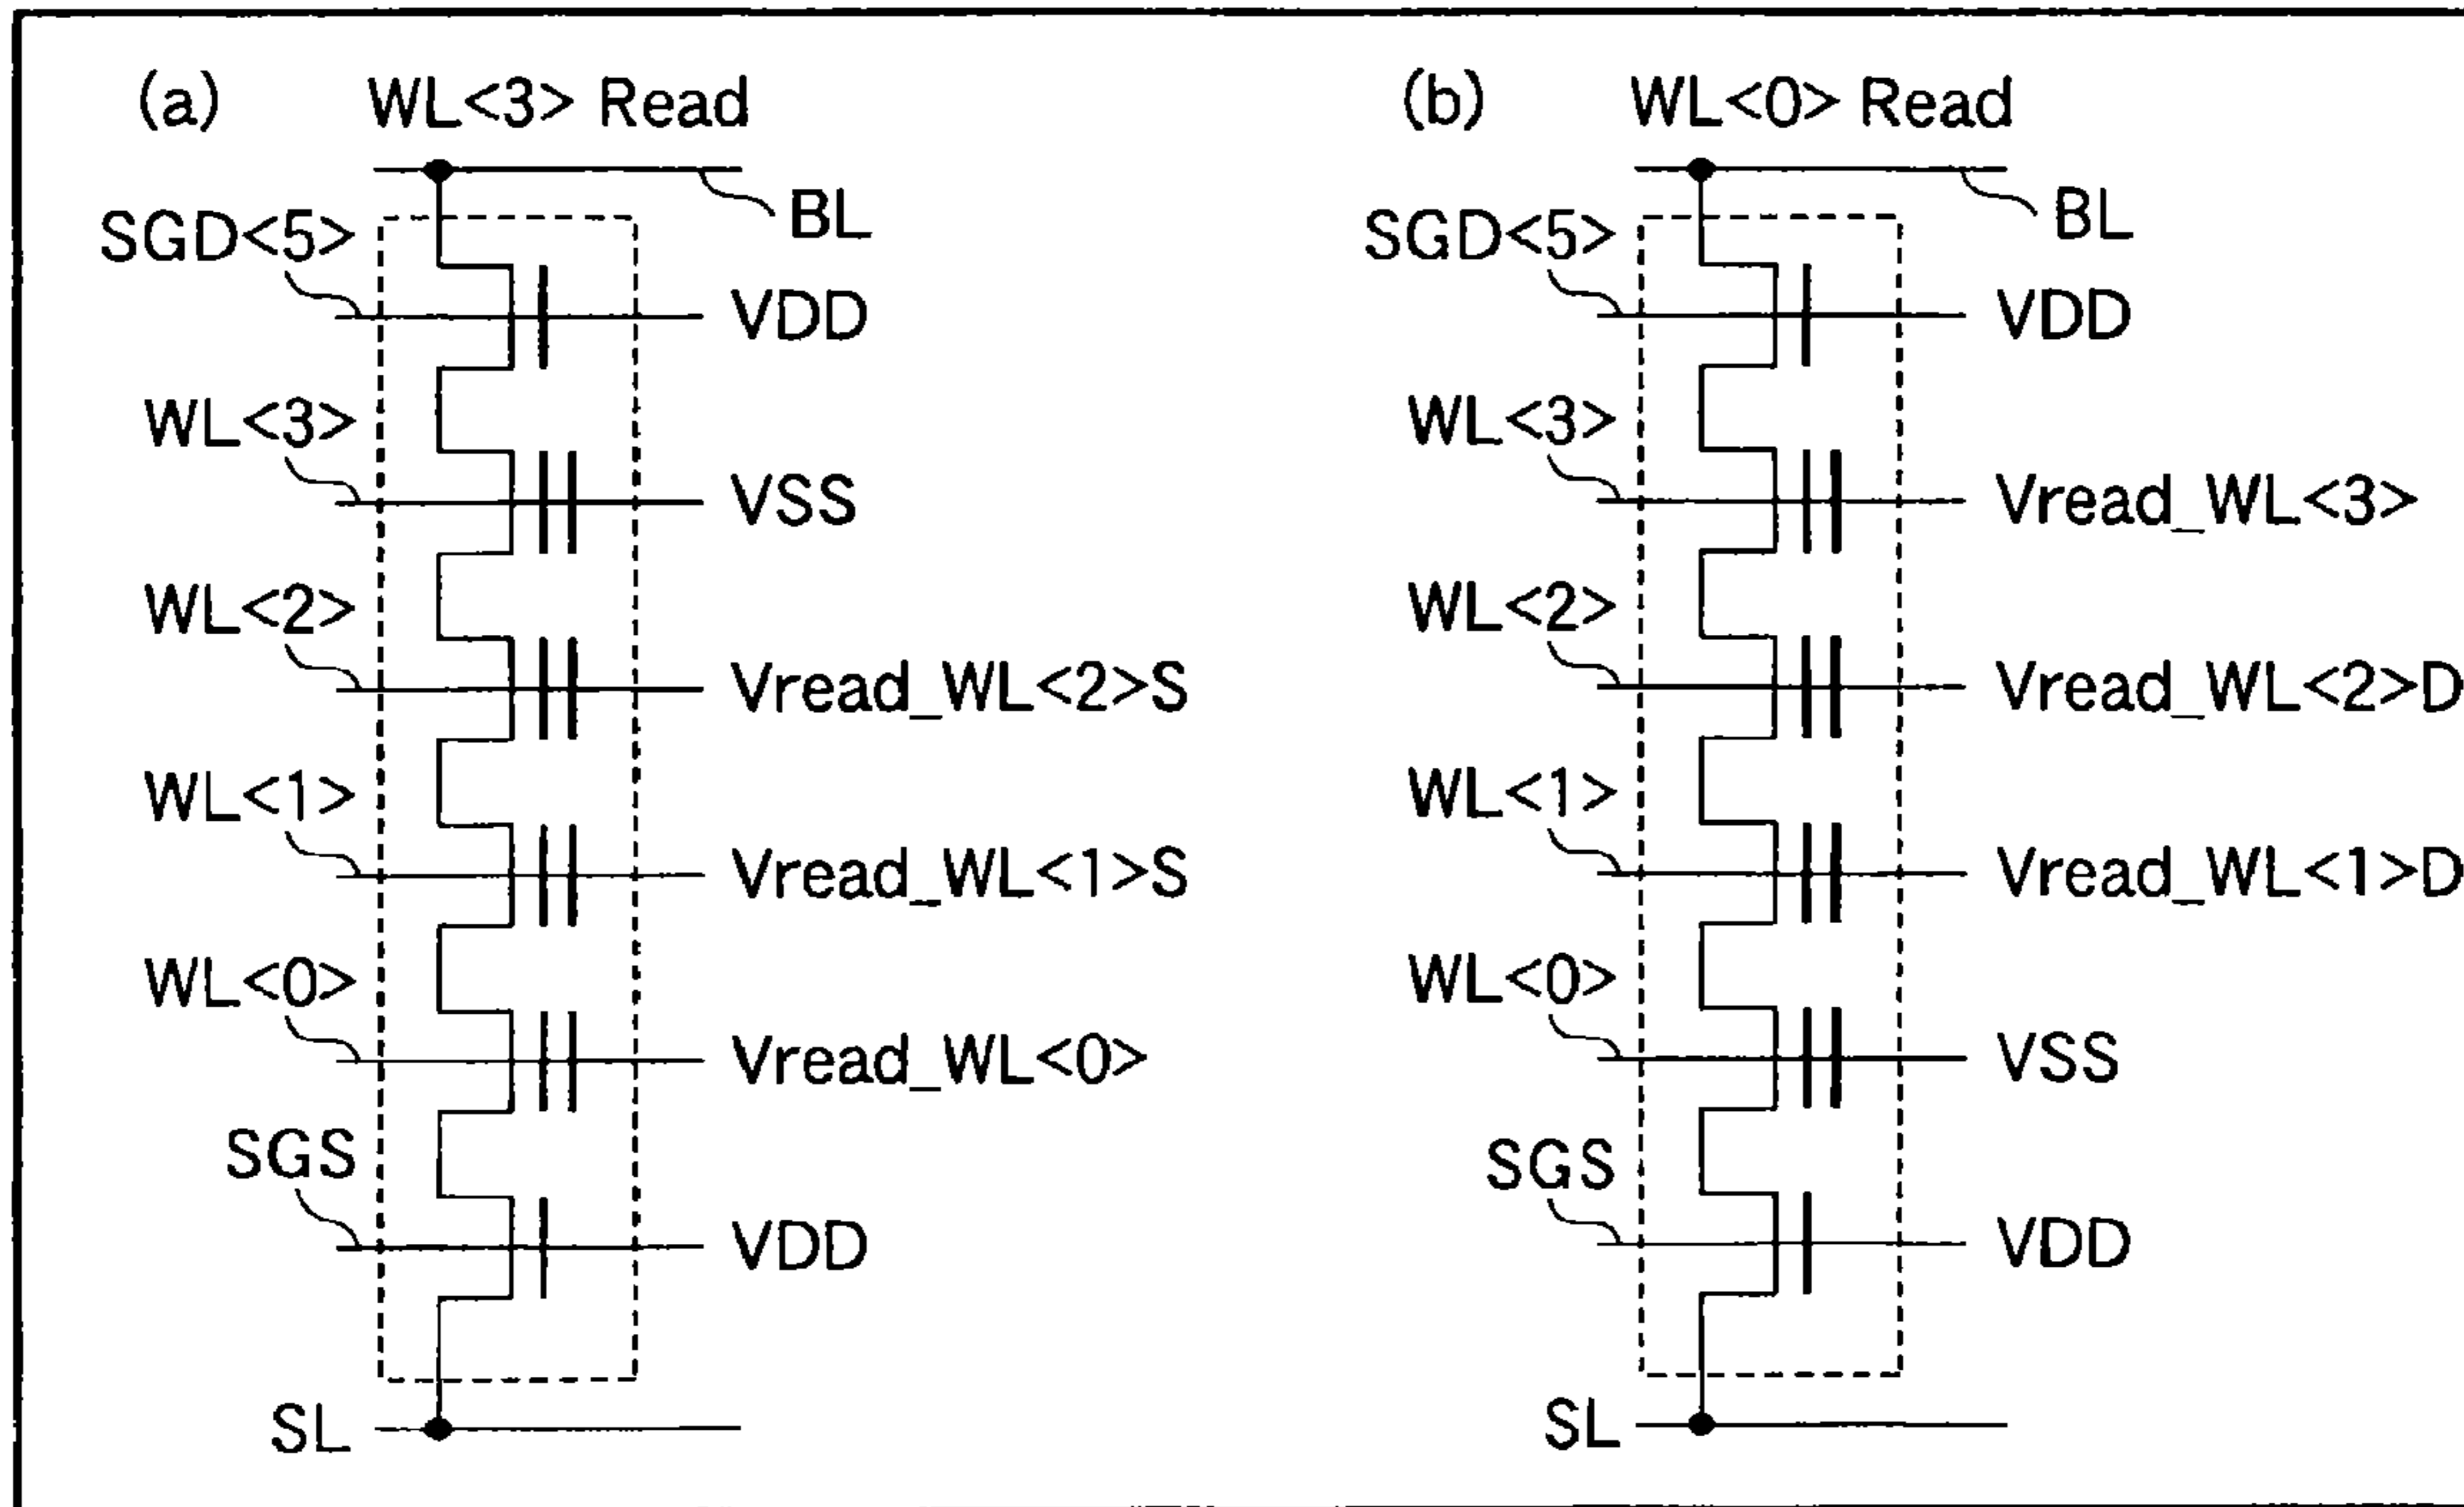 (a) WL<3> Read
BL
SGD<5>
VDD
WL<3>
VSS
WL<2>
Vread_WL<2>S
WL<1>
Vread_WL<1>S
WL<0>
Vread_WL<0>
SGS
VDD
SL
(b) WL<0> Read
BL
SGD<5>
VDD
WL<3>
Vread_WL<3>
WL<2>
Vread_WL<2>D
WL<1>
Vread_WL<1>D
WL<0>
VSS
SGS
VDD
SL